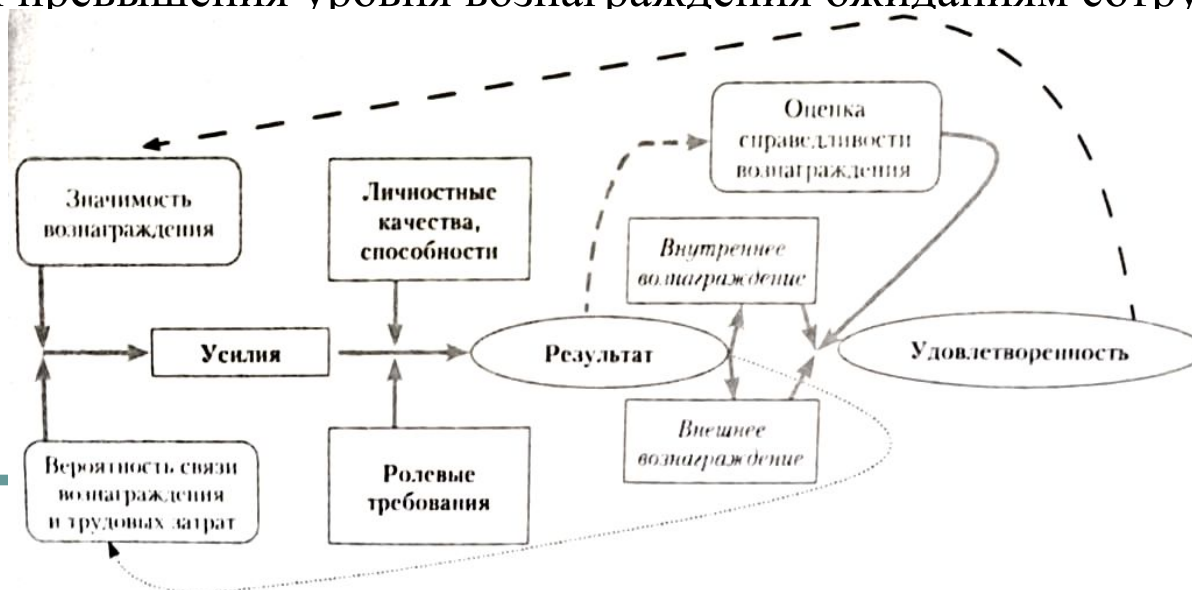 превышения уровня вознаграждения ожиданиям
Оценка
справедливости
вознаграждения
Значимость
вознаграждения
Личностные
качества,
способности
Внутреннее
вознаграждение
Усилия
Результат
Удовлетворенность
Вероятность связи
вознаграждения
и трудовых затрат
Ролевые
требования
Внешнее
вознаграждение